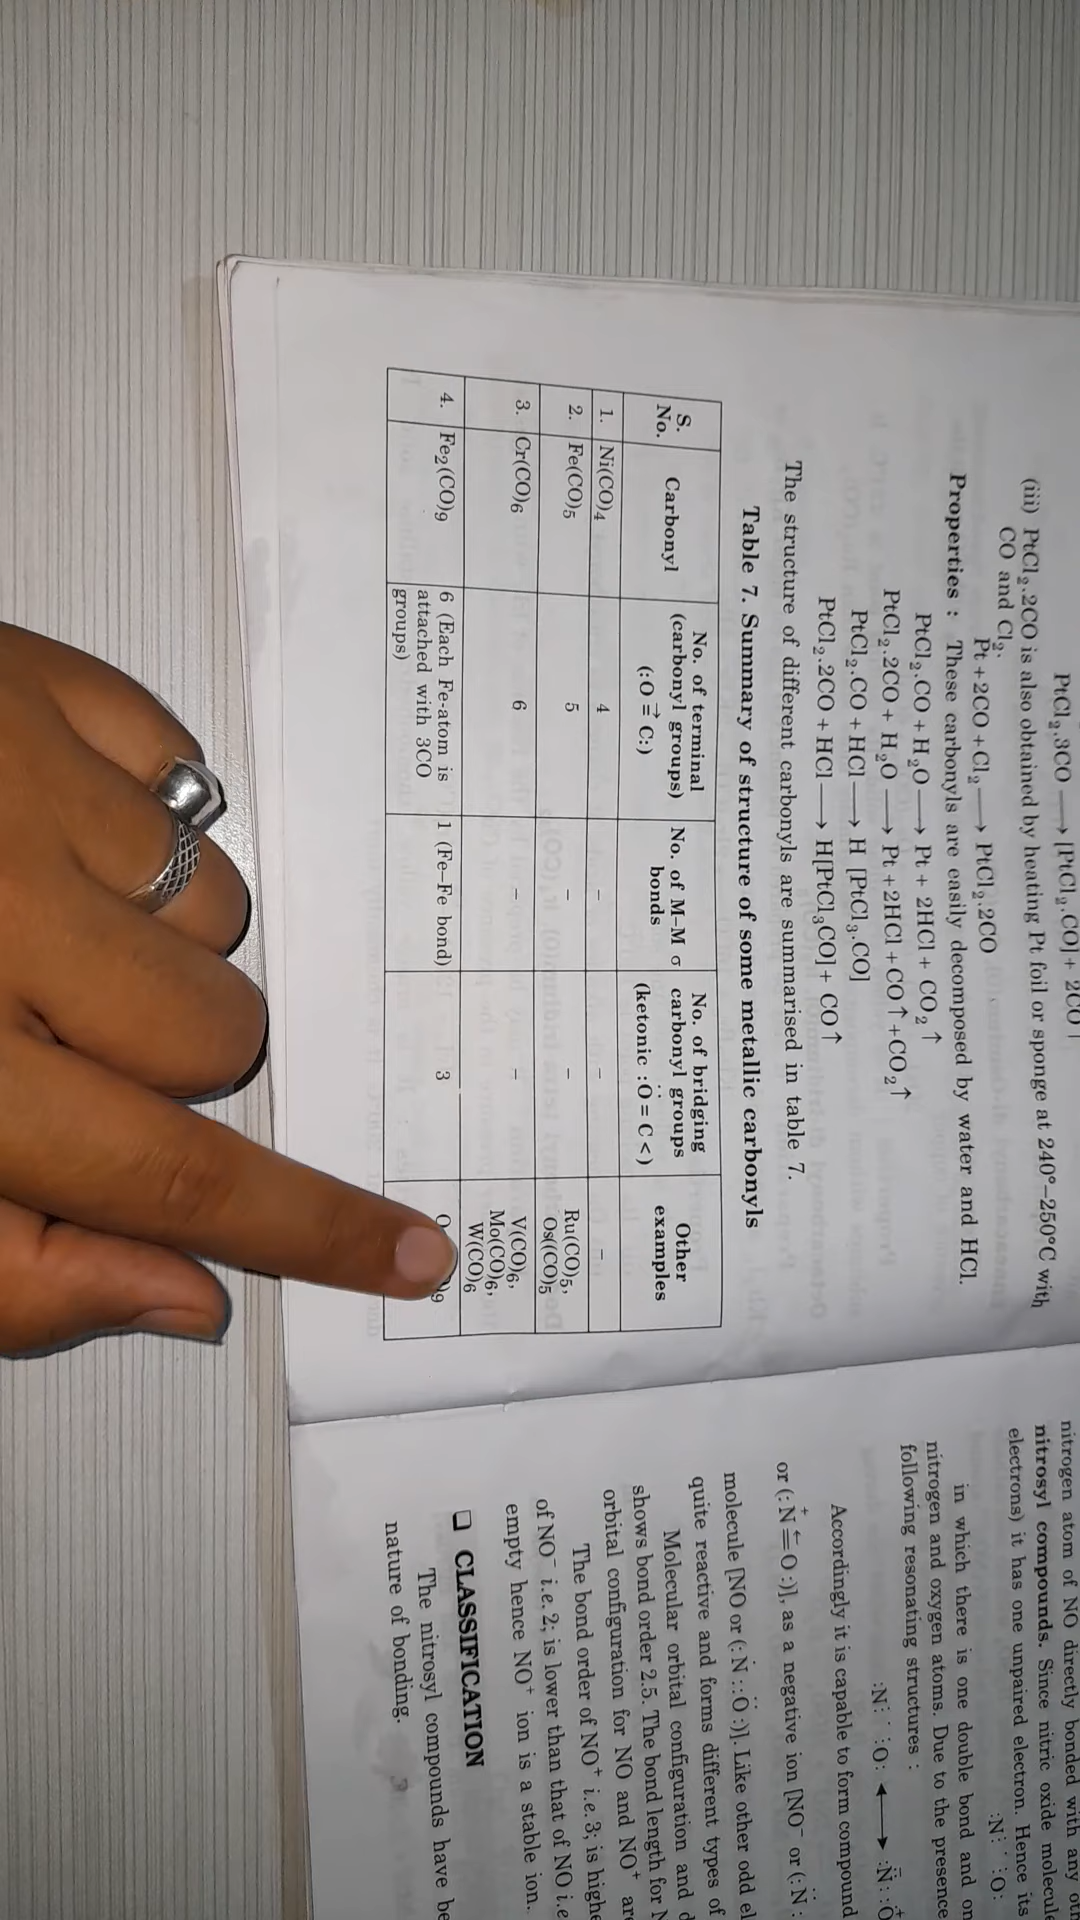 PtCl₂.3CO ⟶ [PtCl₂.CO] + 2CO↑
(iii) PtCl₂.2CO is also obtained by heating Pt foil or sponge at 240°–250°C with
CO and Cl₂.
Pt + 2CO + Cl₂ ⟶ PtCl₂.2CO
Properties : These carbonyls are easily decomposed by water and HCl.
PtCl₂.CO + H₂O ⟶ Pt + 2HCl + CO₂ ↑
PtCl₂.2CO + H₂O ⟶ Pt + 2HCl + CO ↑ + CO₂ ↑
PtCl₂.CO + HCl ⟶ H [PtCl₃.CO]
PtCl₂.2CO + HCl ⟶ H[PtCl₃CO] + CO ↑
The structure of different carbonyls are summarised in table 7.
Table 7. Summary of structure of some metallic carbonyls
S. No. Carbonyl No. of terminal (carbonyl groups) (:O ≡ C:) No. of M–M σ bonds No. of bridging carbonyl groups (ketonic :Ö = C <) Other examples
1. Ni(CO)₄ 4 – – –
2. Fe(CO)₅ 5 – – Ru(CO)₅, Os((CO)₅
3. Cr(CO)₆ 6 – – V(CO)₆, Mo(CO)₆, W(CO)₆
4. Fe₂(CO)₉ 6 (Each Fe-atom is attached with 3CO groups) 1 (Fe–Fe bond) 3
nitrogen atom of NO directly bonded with any
nitrosyl compounds. Since nitric oxide molecule
electrons) it has one unpaired electron. Hence its
:N : : O:
in which there is one double bond and
nitrogen and oxygen atoms. Due to the presence
following resonating structures :
:N : : O: ⟷ :N : :
Accordingly it is capable to form compound
or (:N ≡ O :)], as a negative ion [NO⁻ or (:N :
molecule [NO or (:N :: O :)]. Like other odd
quite reactive and forms different types of
Molecular orbital configuration and
shows bond order 2.5. The bond length for
orbital configuration for NO and NO⁺
The bond order of NO⁺ i.e. 3; is
of NO⁻ i.e. 2; is lower than that of NO
empty hence NO⁺ ion is a stable ion.
❑ CLASSIFICATION
The nitrosyl compounds have
nature of bonding.